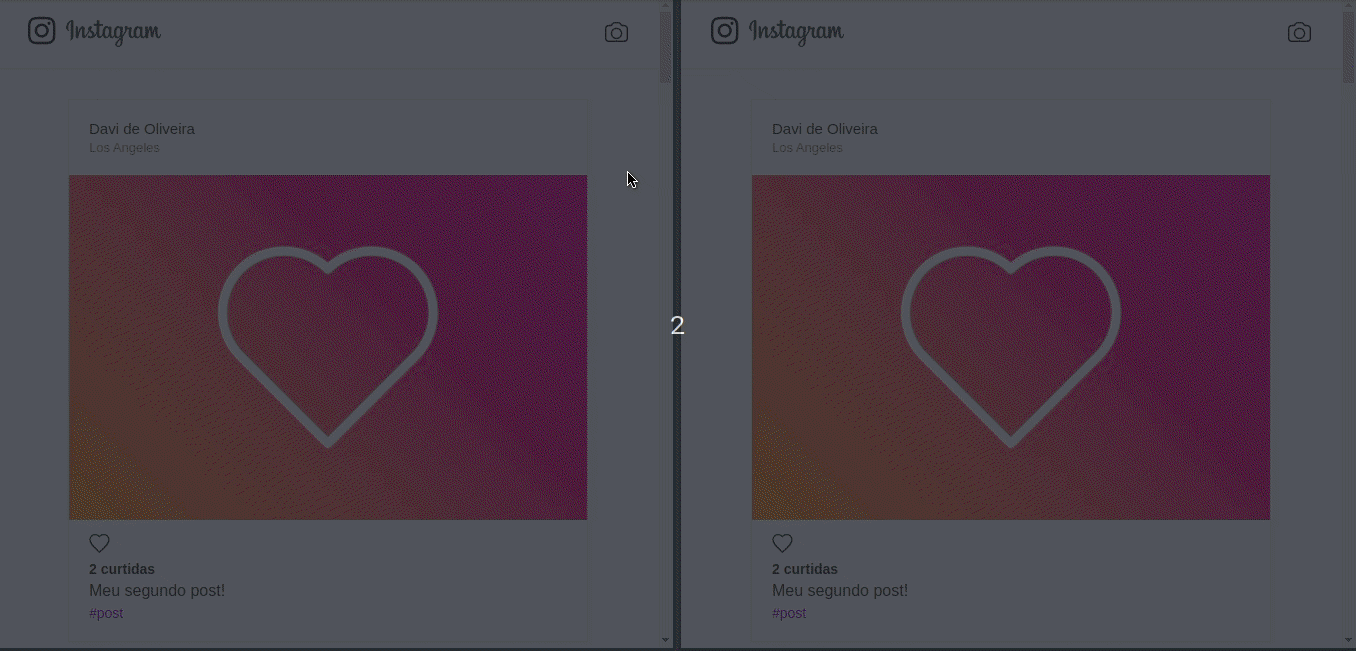 Instagram
Davi de Oliveira
Los Angeles
2 curtidas
Meu segundo post!
#post
2
Instagram
Davi de Oliveira
Los Angeles
2 curtidas
Meu segundo post!
#post